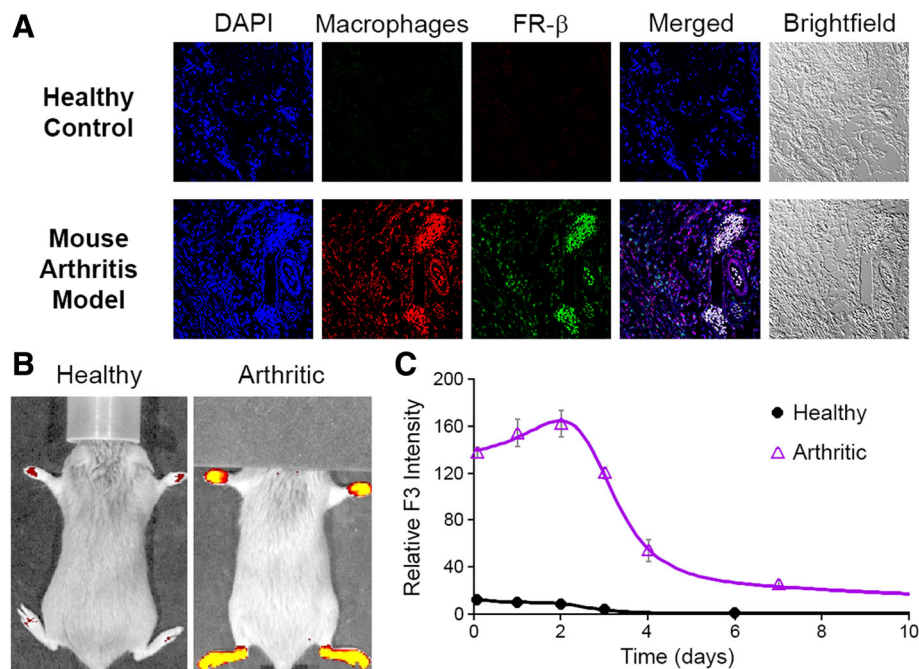 A
DAPI Macrophages FR-β Merged Brightfield
Healthy
Control
Mouse
Arthritis
Model
B
Healthy Arthritic
C
Relative F3 Intensity
200
160
120
80
40
0
0 2 4 6 8 10
Time (days)
Healthy
Arthritic